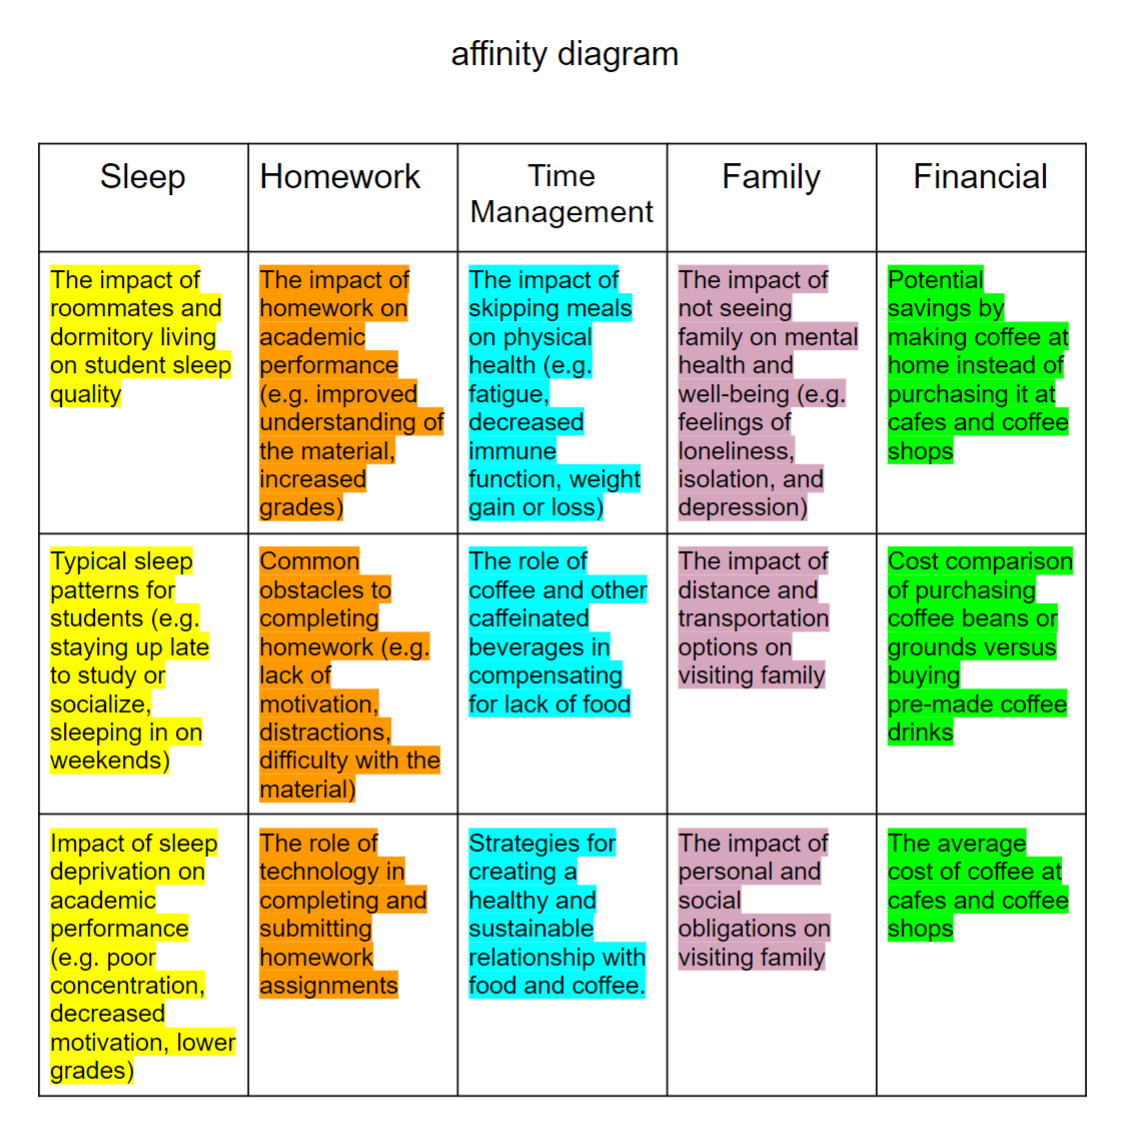 affinity diagram
Sleep
Homework
Time
Management
Family
Financial
The impact of
roommates and
dormitory living
on student sleep
quality
The impact of
homework on
academic
performance
(e.g. improved
understanding of
the material,
increased
grades)
The impact of
skipping meals
on physical
health (e.g.
fatigue,
decreased
immune
function, weight
gain or loss)
The impact of
not seeing
family on mental
health and
well-being (e.g.
feelings of
loneliness,
isolation, and
depression)
Potential
savings by
making coffee at
home instead of
purchasing it at
cafes and coffee
shops
Typical sleep
patterns for
students (e.g.
staying up late
to study or
socialize,
sleeping in on
weekends)
Common
obstacles to
completing
homework (e.g.
lack of
motivation,
distractions,
difficulty with the
material)
The role of
coffee and other
caffeinated
beverages in
compensating
for lack of food
The impact of
distance and
transportation
options on
visiting family
Cost comparison
of purchasing
coffee beans or
grounds versus
buying
pre-made coffee
drinks
Impact of sleep
deprivation on
academic
performance
(e.g. poor
concentration,
decreased
motivation, lower
grades)
The role of
technology in
completing and
submitting
homework
assignments
Strategies for
creating a
healthy and
sustainable
relationship with
food and coffee.
The impact of
personal and
social
obligations on
visiting family
The average
cost of coffee at
cafes and coffee
shops